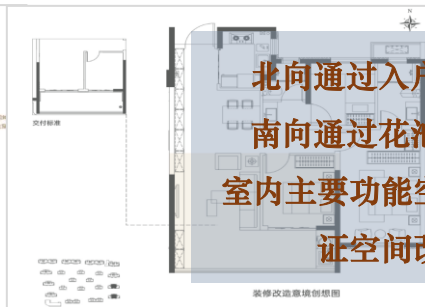 N
北向通过入户
南向通过花池
室内主要功能空
证空间改
交付标准
装修改造意境创想图